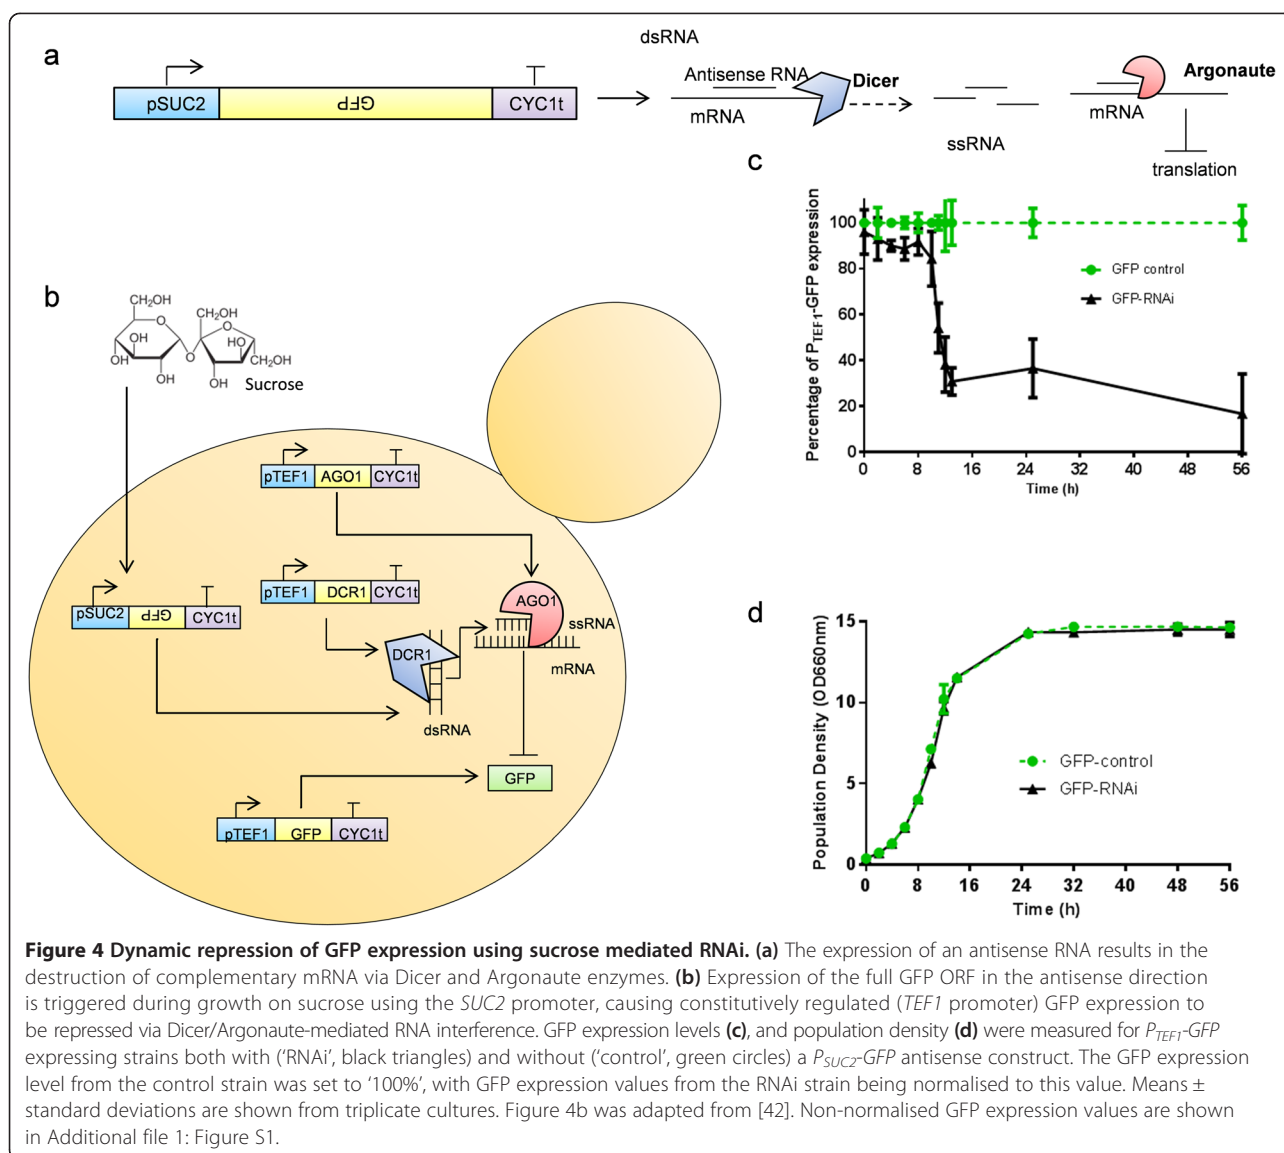 a
dsRNA
pSUC2 GFP CYC1t
Antisense RNA
mRNA
Dicer
ssRNA
Argonaute
mRNA
translation
b
CH₂OH
O
OH
OH
OH
O
CH₂OH
O
HO
CH₂OH
OH
Sucrose
pTEF1 AGO1 CYC1t
pTEF1 DCR1 CYC1t
pSUC2 GFP CYC1t
AGO1
ssRNA
mRNA
DCR1
dsRNA
GFP
pTEF1 GFP CYC1t
c
Percentage of P_TEF1-GFP expression
100
80
60
40
20
0
GFP control
GFP-RNAi
0 8 16 24 32 40 48 56
Time (h)
d
Population Density (OD660nm)
15
10
5
0
GFP-control
GFP-RNAi
0 8 16 24 32 40 48 56
Time (h)
Figure 4 Dynamic repression of GFP expression using sucrose mediated RNAi. (a) The expression of an antisense RNA results in the
destruction of complementary mRNA via Dicer and Argonaute enzymes. (b) Expression of the full GFP ORF in the antisense direction
is triggered during growth on sucrose using the SUC2 promoter, causing constitutively regulated (TEF1 promoter) GFP expression to
be repressed via Dicer/Argonaute-mediated RNA interference. GFP expression levels (c), and population density (d) were measured for P_TEF1-GFP
expressing strains both with (‘RNAi’, black triangles) and without (‘control’, green circles) a P_SUC2-GFP antisense construct. The GFP expression
level from the control strain was set to ‘100%’, with GFP expression values from the RNAi strain being normalised to this value. Means ±
standard deviations are shown from triplicate cultures. Figure 4b was adapted from [42]. Non-normalised GFP expression values are shown
in Additional file 1: Figure S1.